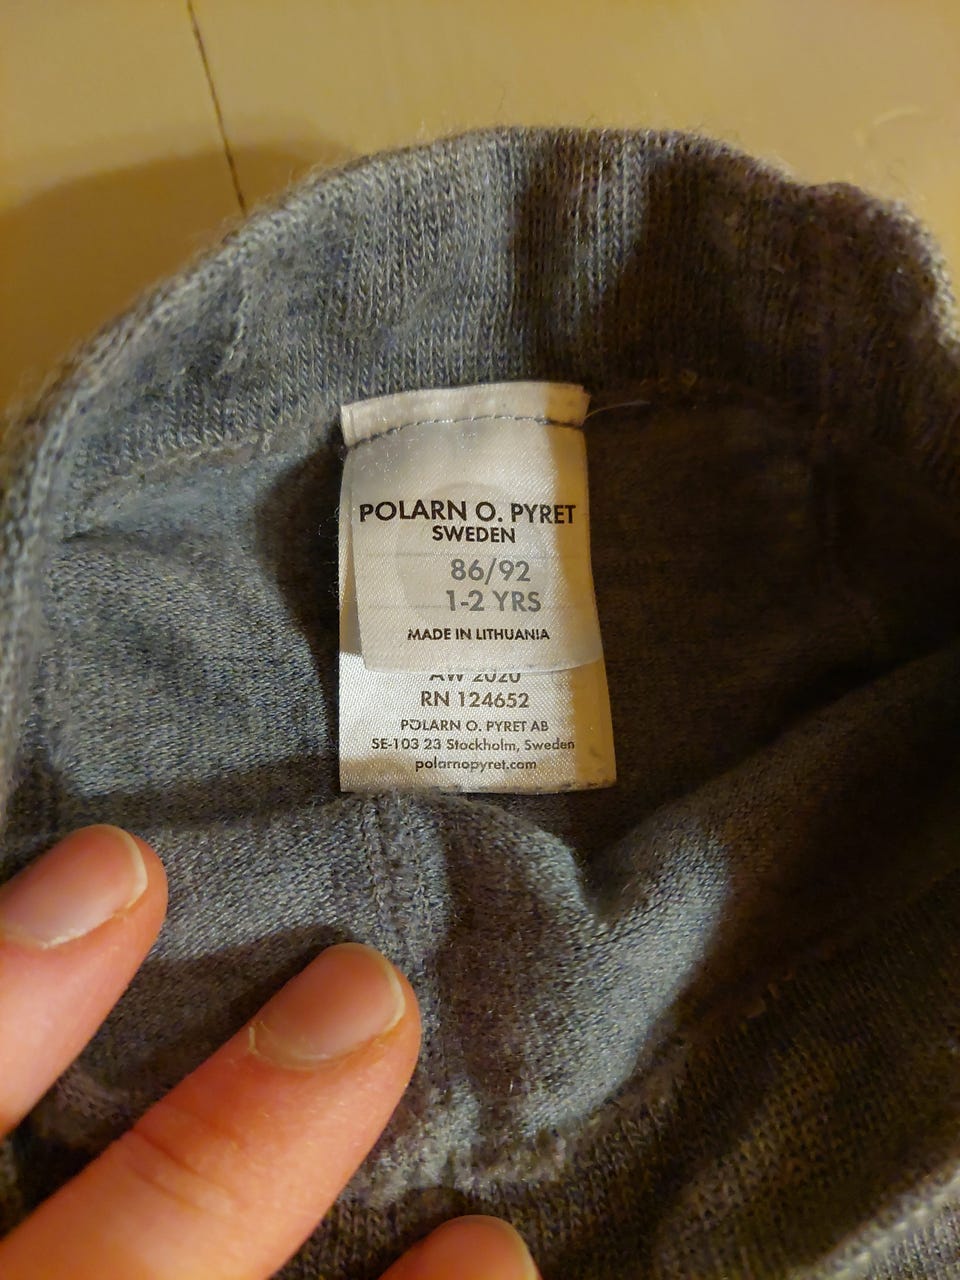 POLARN O. PYRET
SWEDEN
86/92
1-2 YRS
MADE IN LITHUANIA
AW 2020
RN 124652
POLARN O. PYRET AB
SE-103 23 Stockholm, Sweden
polarnopyret.com